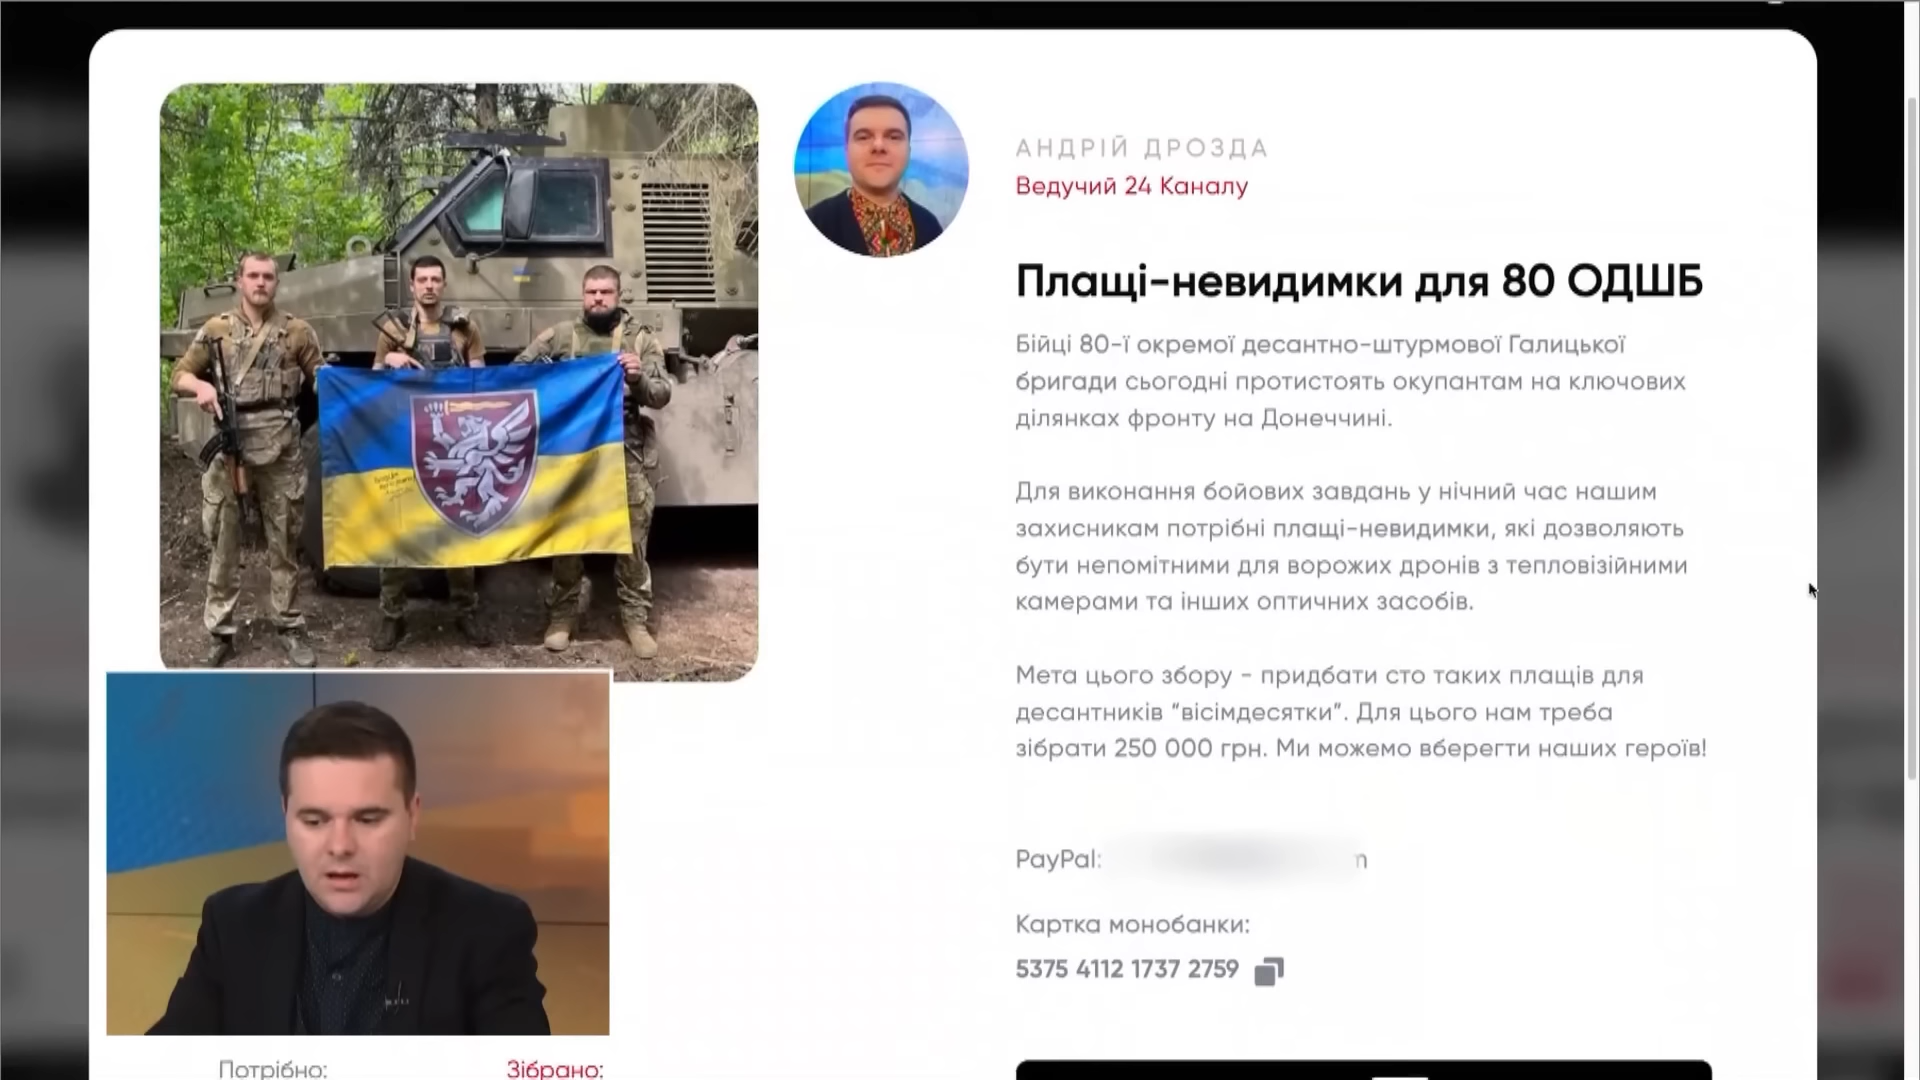 АНДРІЙ ДРОЗДА
Ведучий 24 Каналу
Плащі-невидимки для 80 ОДШБ
Бійці 80-ї окремої десантно-штурмової Галицької
бригади сьогодні протистоять окупантам на ключових
ділянках фронту на Донеччині.
Для виконання бойових завдань у нічний час нашим
захисникам потрібні плащі-невидимки, які дозволяють
бути непомітними для ворожих дронів з тепловізійними
камерами та інших оптичних засобів.
Мета цього збору - придбати сто таких плащів для
десантників “вісімдесятки”. Для цього нам треба
зібрати 250 000 грн. Ми можемо вберегти наших героїв!
PayPal:
Картка монобанки:
5375 4112 1737 2759
Потрібно:
Зібрано: